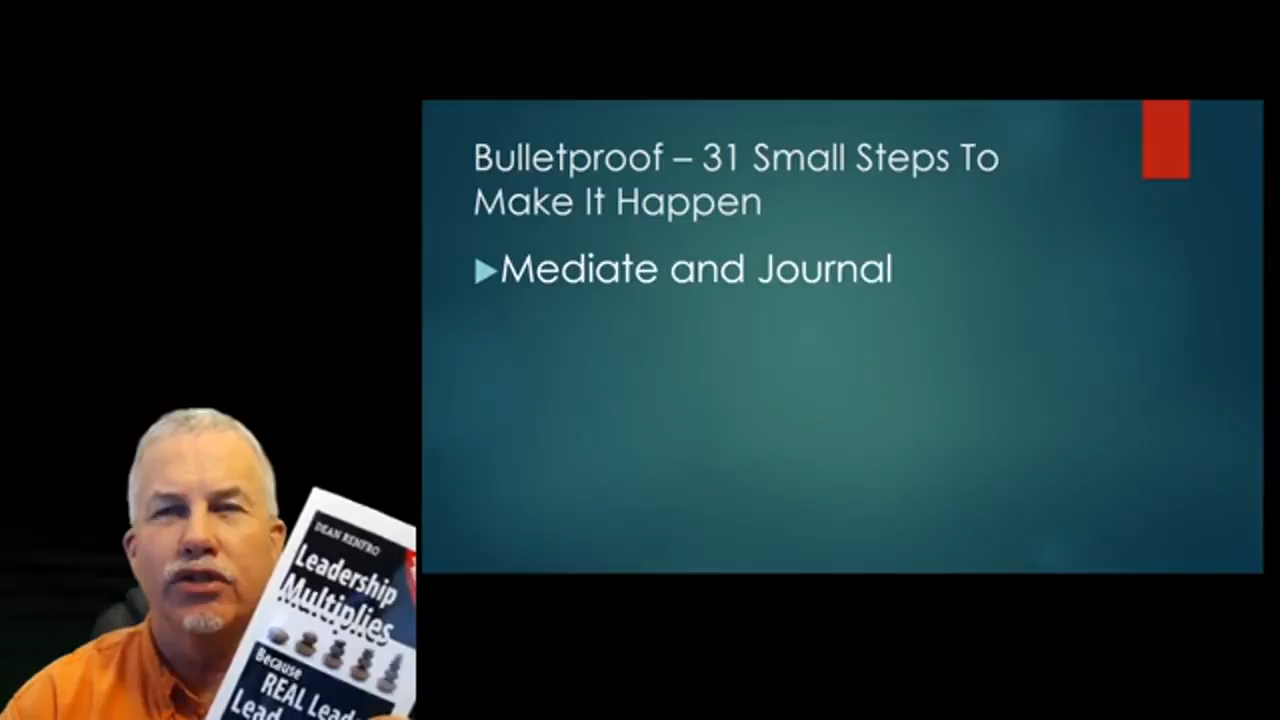 Bulletproof – 31 Small Steps To
Make It Happen
Mediate and Journal
DEAN RENFRO
Leadership
Multiplies
Because
REAL
Lead